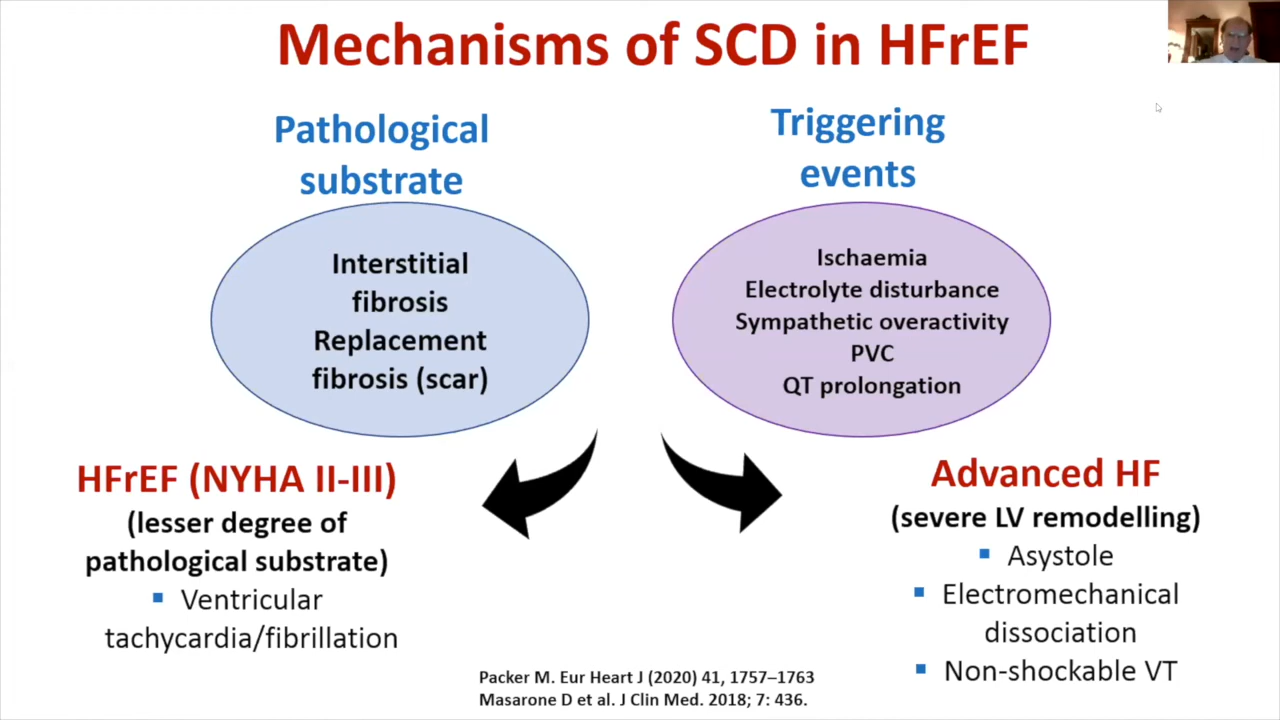 Mechanisms of SCD in HFrEF
Pathological
substrate
Interstitial
fibrosis
Replacement
fibrosis (scar)
Triggering
events
Ischaemia
Electrolyte disturbance
Sympathetic overactivity
PVC
QT prolongation
HFrEF (NYHA II-III)
(lesser degree of
pathological substrate)
▪ Ventricular
tachycardia/fibrillation
Advanced HF
(severe LV remodelling)
▪ Asystole
▪ Electromechanical
dissociation
▪ Non-shockable VT
Packer M. Eur Heart J (2020) 41, 1757–1763
Masarone D et al. J Clin Med. 2018; 7: 436.